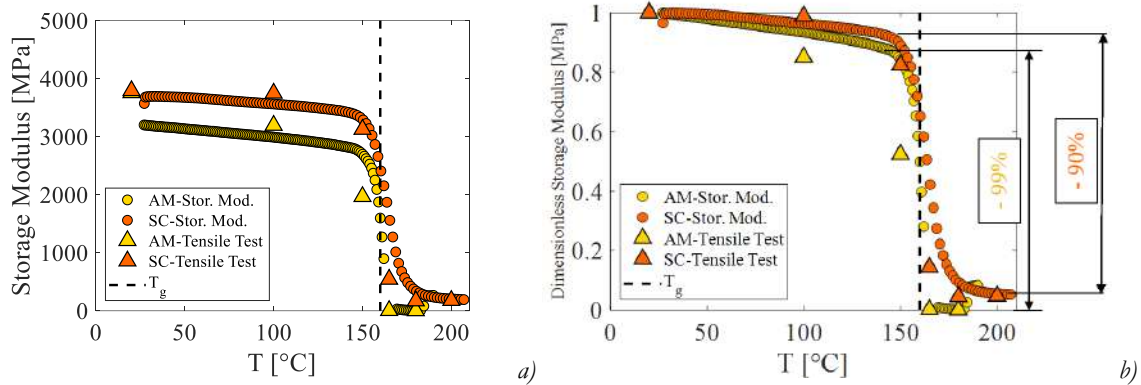 Storage Modulus [MPa]
5000
4000
3000
2000
1000
0
AM-Stor. Mod.
SC-Stor. Mod.
AM-Tensile Test
SC-Tensile Test
Tg
0
50
100
150
200
T [°C]
a)
Dimensionless Storage Modulus [MPa]
1
0.8
0.6
0.4
0.2
0
AM-Stor. Mod.
SC-Stor. Mod.
AM-Tensile Test
SC-Tensile Test
Tg
0
50
100
150
200
T [°C]
- 99%
- 90%
b)